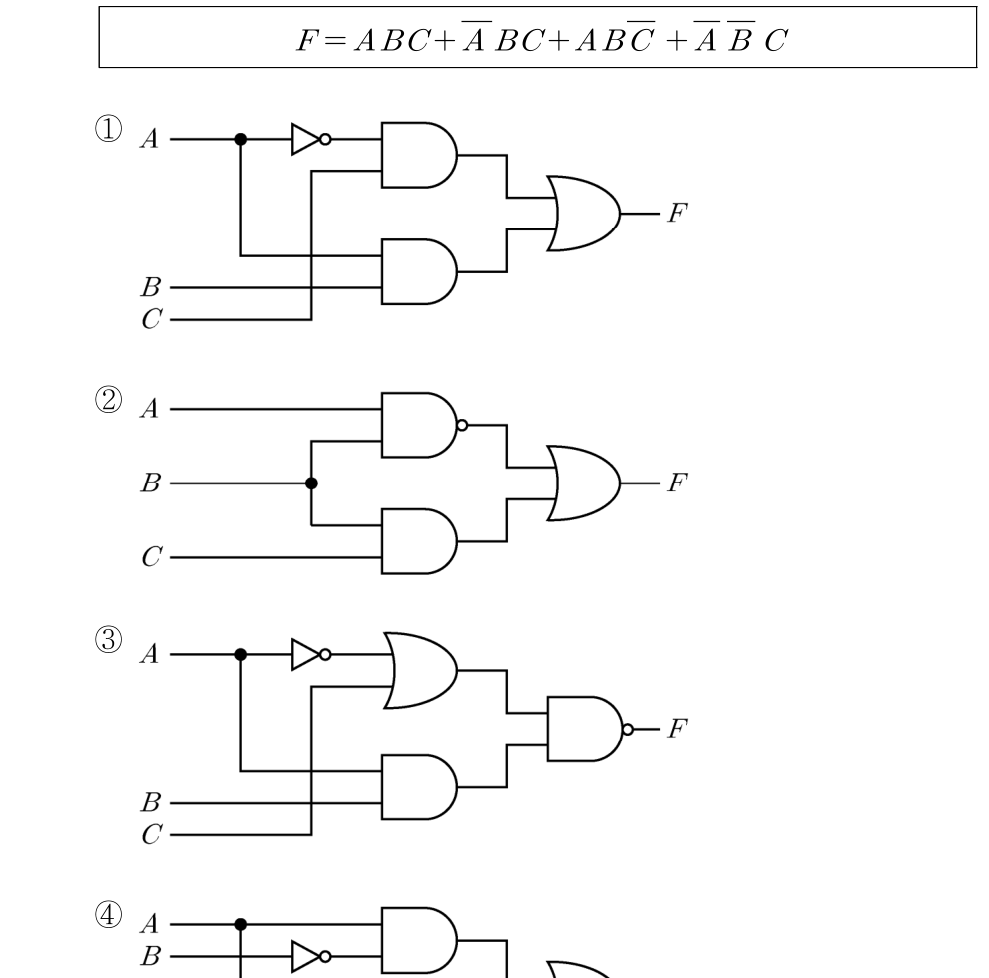 F = ABC + A̅BC + ABC̅ + A̅ B̅ C
① A
F
B
C
② A
B
F
C
③ A
F
B
C
④ A
B